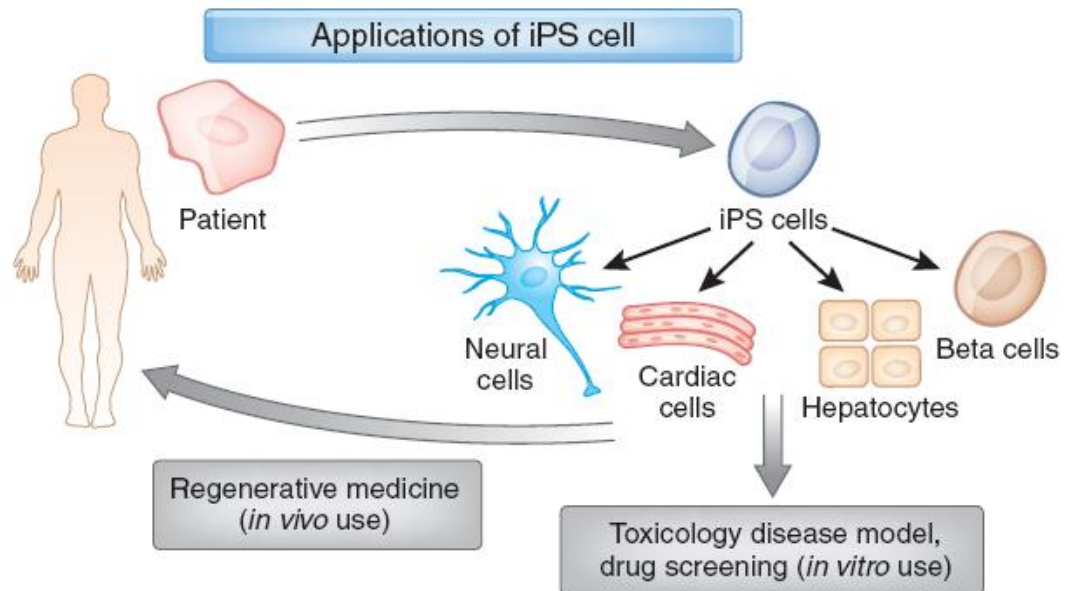 Applications of iPS cell
Patient
iPS cells
Neural
cells
Cardiac
cells
Hepatocytes
Beta cells
Regenerative medicine
(in vivo use)
Toxicology disease model,
drug screening (in vitro use)